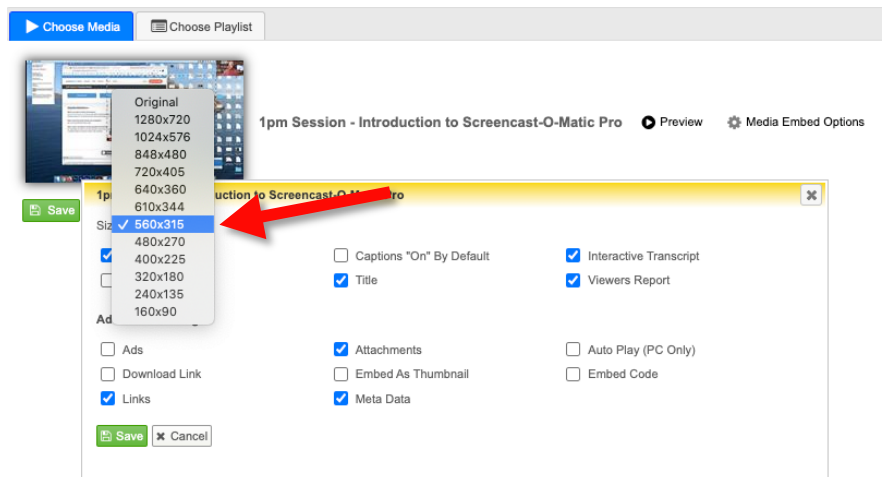 Choose Media
Choose Playlist
1pm Session - Introduction to Screencast-O-Matic Pro
Preview
Media Embed Options
Save
Original
1280x720
1024x576
848x480
720x405
640x360
610x344
560x315
480x270
400x225
320x180
240x135
160x90
Captions "On" By Default
Interactive Transcript
Title
Viewers Report
Ads
Attachments
Auto Play (PC Only)
Download Link
Embed As Thumbnail
Embed Code
Links
Meta Data
Save
Cancel